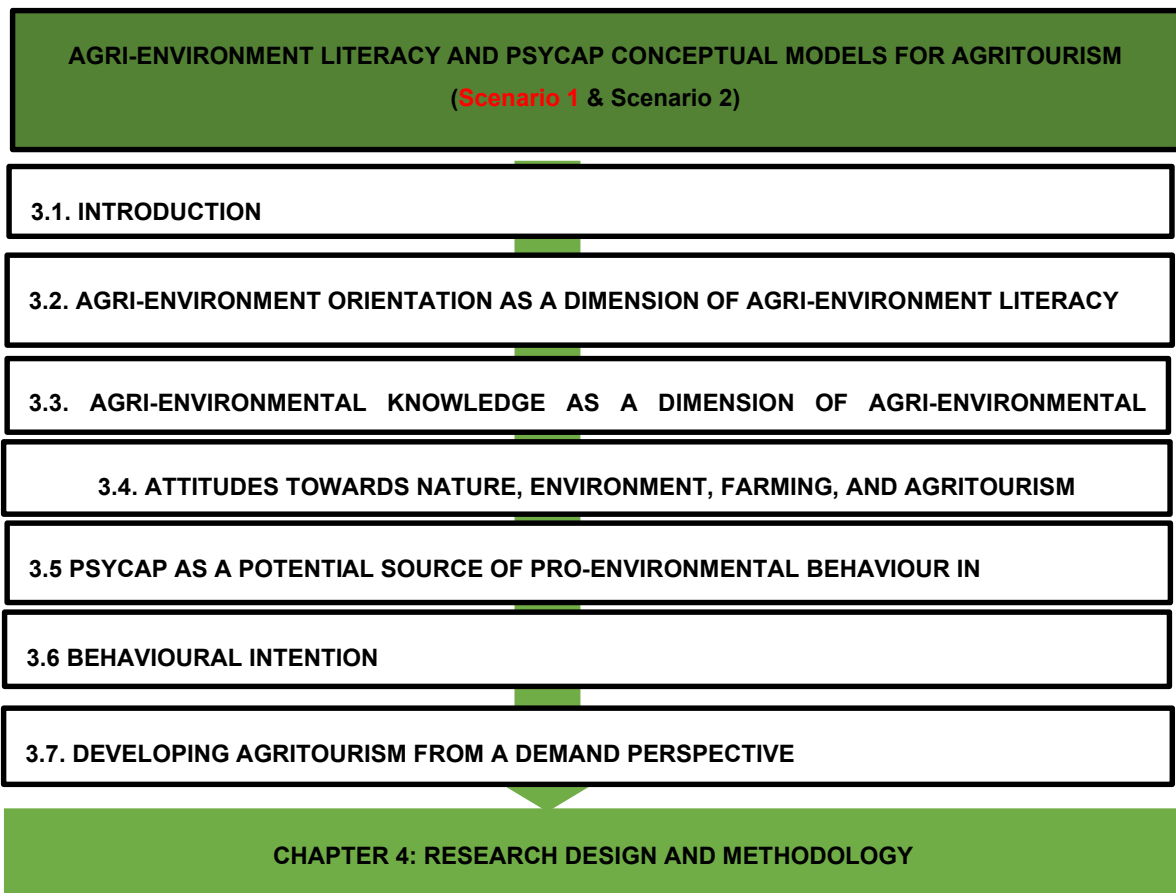 AGRI-ENVIRONMENT LITERACY AND PSYCAP CONCEPTUAL MODELS FOR AGRITOURISM
(Scenario 1 & Scenario 2)
3.1. INTRODUCTION
3.2. AGRI-ENVIRONMENT ORIENTATION AS A DIMENSION OF AGRI-ENVIRONMENT LITERACY
3.3. AGRI-ENVIRONMENTAL KNOWLEDGE AS A DIMENSION OF AGRI-ENVIRONMENTAL
3.4. ATTITUDES TOWARDS NATURE, ENVIRONMENT, FARMING, AND AGRITOURISM
3.5 PSYCAP AS A POTENTIAL SOURCE OF PRO-ENVIRONMENTAL BEHAVIOUR IN
3.6 BEHAVIOURAL INTENTION
3.7. DEVELOPING AGRITOURISM FROM A DEMAND PERSPECTIVE
CHAPTER 4: RESEARCH DESIGN AND METHODOLOGY